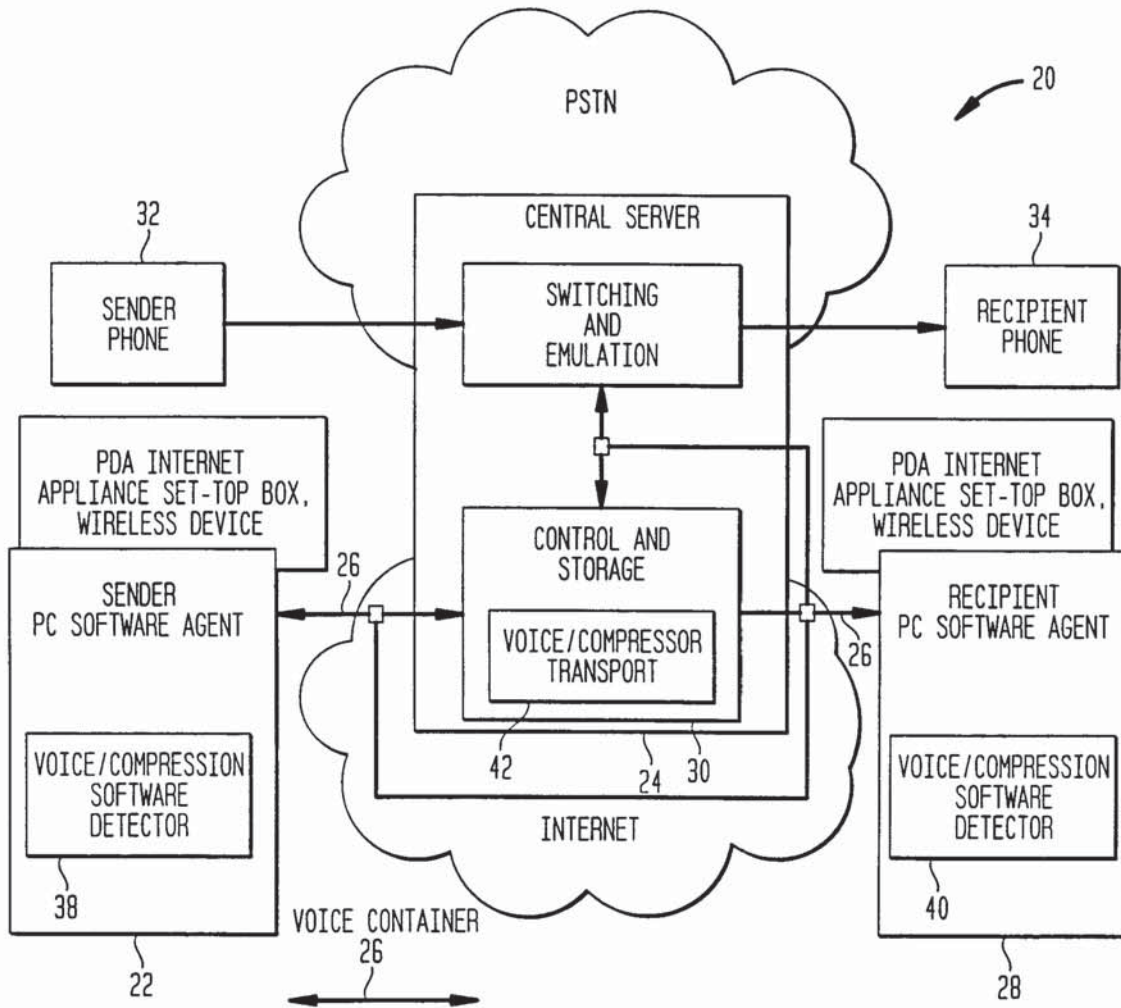 PSTN
20
CENTRAL SERVER
32
SENDER
PHONE
SWITCHING
AND
EMULATION
34
RECIPIENT
PHONE
PDA INTERNET
APPLIANCE SET-TOP BOX,
WIRELESS DEVICE
PDA INTERNET
APPLIANCE SET-TOP BOX,
WIRELESS DEVICE
SENDER
PC SOFTWARE AGENT
26
CONTROL AND
STORAGE
VOICE/COMPRESSOR
TRANSPORT
26
RECIPIENT
PC SOFTWARE AGENT
42
24
30
VOICE/COMPRESSION
SOFTWARE
DETECTOR
38
INTERNET
VOICE/COMPRESSION
SOFTWARE
DETECTOR
40
22
VOICE CONTAINER
26
28